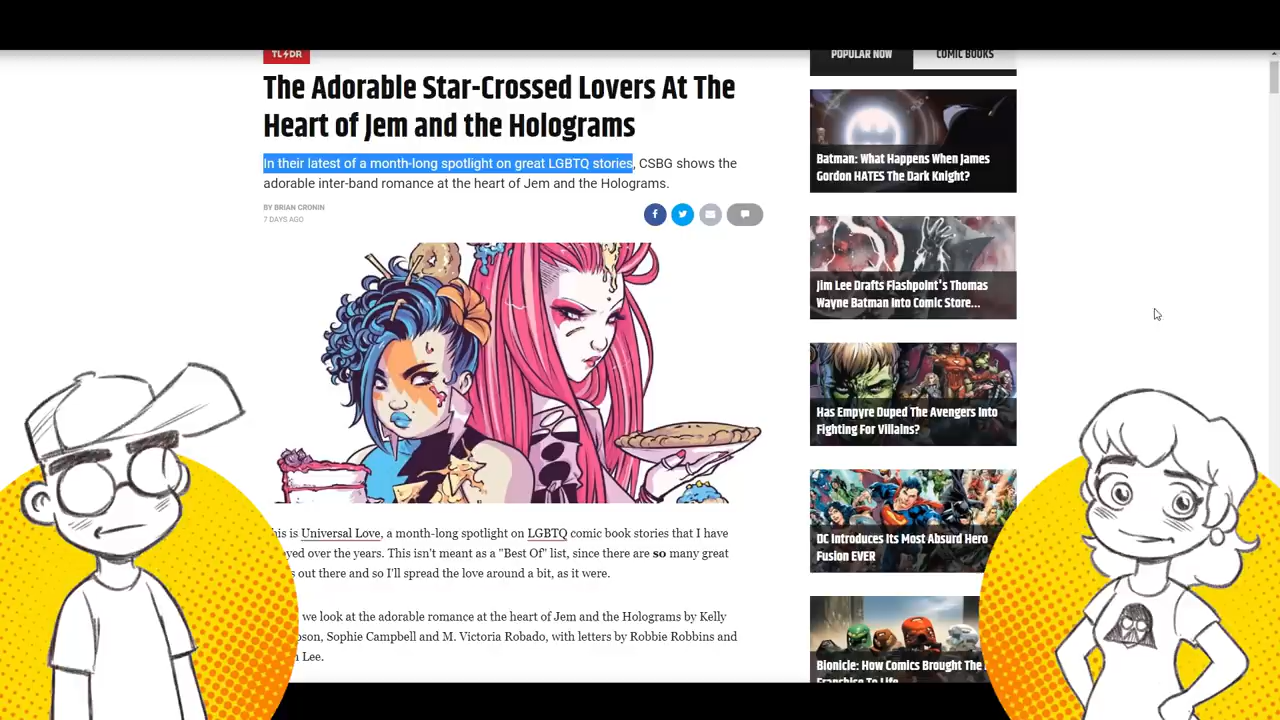 TL⚡DR
The Adorable Star-Crossed Lovers At The
Heart of Jem and the Holograms
In their latest of a month-long spotlight on great LGBTQ stories, CSBG shows the
adorable inter-band romance at the heart of Jem and the Holograms.
BY BRIAN CRONIN
7 DAYS AGO
is Universal Love, a month-long spotlight on LGBTQ comic book stories that I have
over the years. This isn't meant as a "Best Of" list, since there are so many great
out there and so I'll spread the love around a bit, as it were.
we look at the adorable romance at the heart of Jem and the Holograms by Kelly
Sophie Campbell and M. Victoria Robado, with letters by Robbie Robbins and
Lee.
POPULAR NOW
COMIC BOOKS
Batman: What Happens When James
Gordon HATES The Dark Knight?
Jim Lee Drafts Flashpoint's Thomas
Wayne Batman Into Comic Store...
Has Empyre Duped The Avengers Into
Fighting For Villains?
DC Introduces Its Most Absurd Hero
Fusion EVER
Bionicle: How Comics Brought The
Franchise To Life